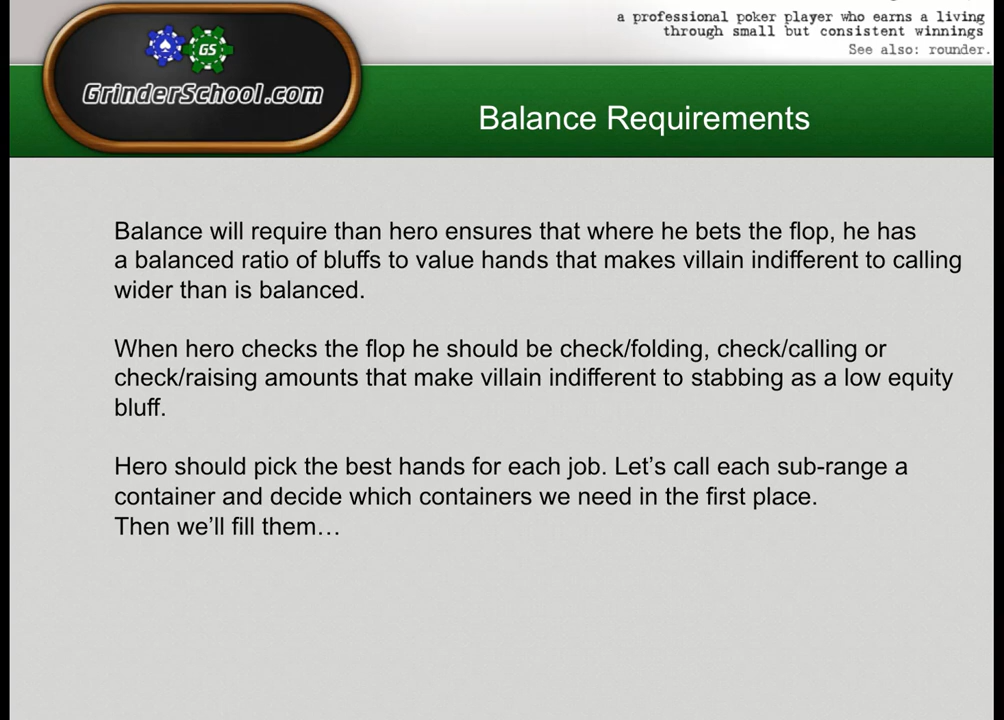 a professional poker player who earns a living
through small but consistent winnings
See also: rounder.
GS
GrinderSchool.com
Balance Requirements
Balance will require than hero ensures that where he bets the flop, he has
a balanced ratio of bluffs to value hands that makes villain indifferent to calling
wider than is balanced.
When hero checks the flop he should be check/folding, check/calling or
check/raising amounts that make villain indifferent to stabbing as a low equity
bluff.
Hero should pick the best hands for each job. Let’s call each sub-range a
container and decide which containers we need in the first place.
Then we’ll fill them…